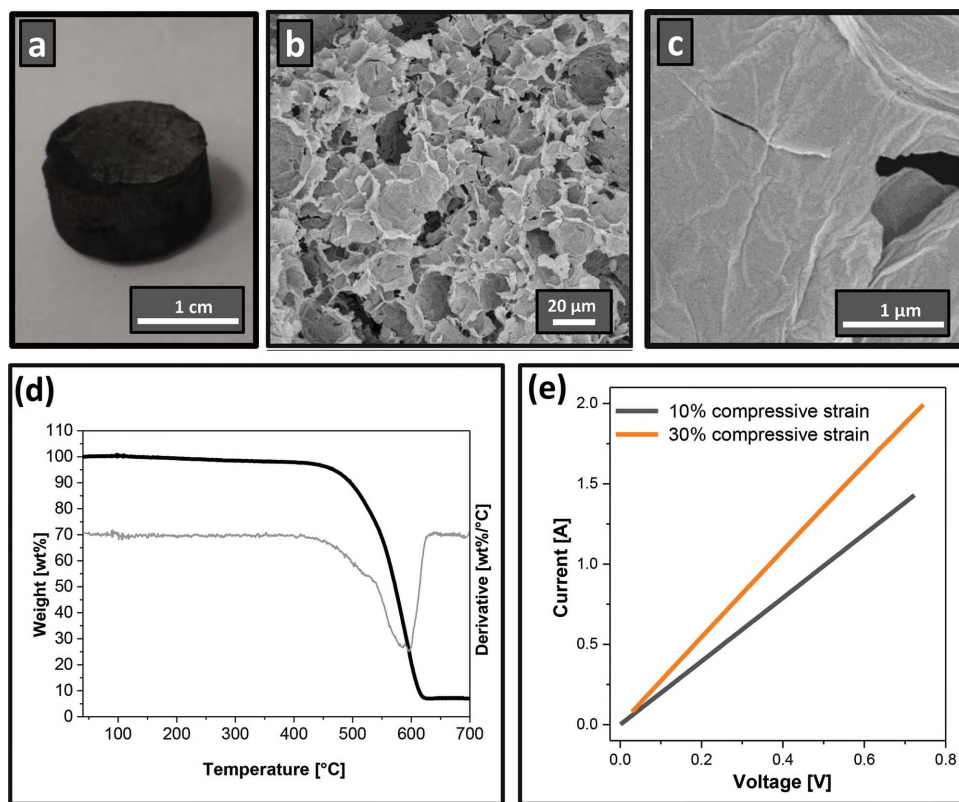 a
1 cm
b
20 µm
c
1 µm
(d)
110
100
90
80
70
60
50
40
30
20
10
0
Weight [wt%]
Derivative [wt%/°C]
100
200
300
400
500
600
700
Temperature [°C]
(e)
10% compressive strain
30% compressive strain
2.0
1.5
1.0
0.5
0.0
Current [A]
0.0
0.2
0.4
0.6
0.8
Voltage [V]